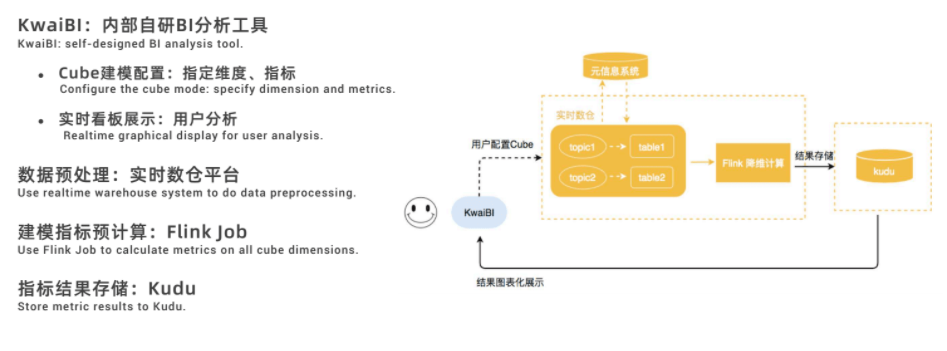 KwaiBI：内部自研BI分析工具
KwaiBI: self-designed BI analysis tool.
Cube建模配置：指定维度、指标
Configure the cube mode: specify dimension and metrics.
实时看板展示：用户分析
Realtime graphical display for user analysis.
数据预处理：实时数仓平台
Use realtime warehouse system to do data preprocessing.
建模指标预计算：Flink Job
Use Flink Job to calculate metrics on all cube dimensions.
指标结果存储：Kudu
Store metric results to Kudu.
元信息系统
实时数仓
用户配置Cube
topic1
table1
topic2
table2
Flink 降维计算
结果存储
kudu
KwaiBI
结果图表化展示